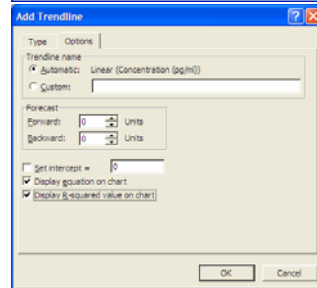 Add Trendline
Type Options
Trendline name
Automatic: Linear (Concentration (pg/ml))
Custom:
Forecast
Forward: 0 Units
Backward: 0 Units
Set intercept = 0
Display equation on chart
Display R-squared value on chart
OK Cancel